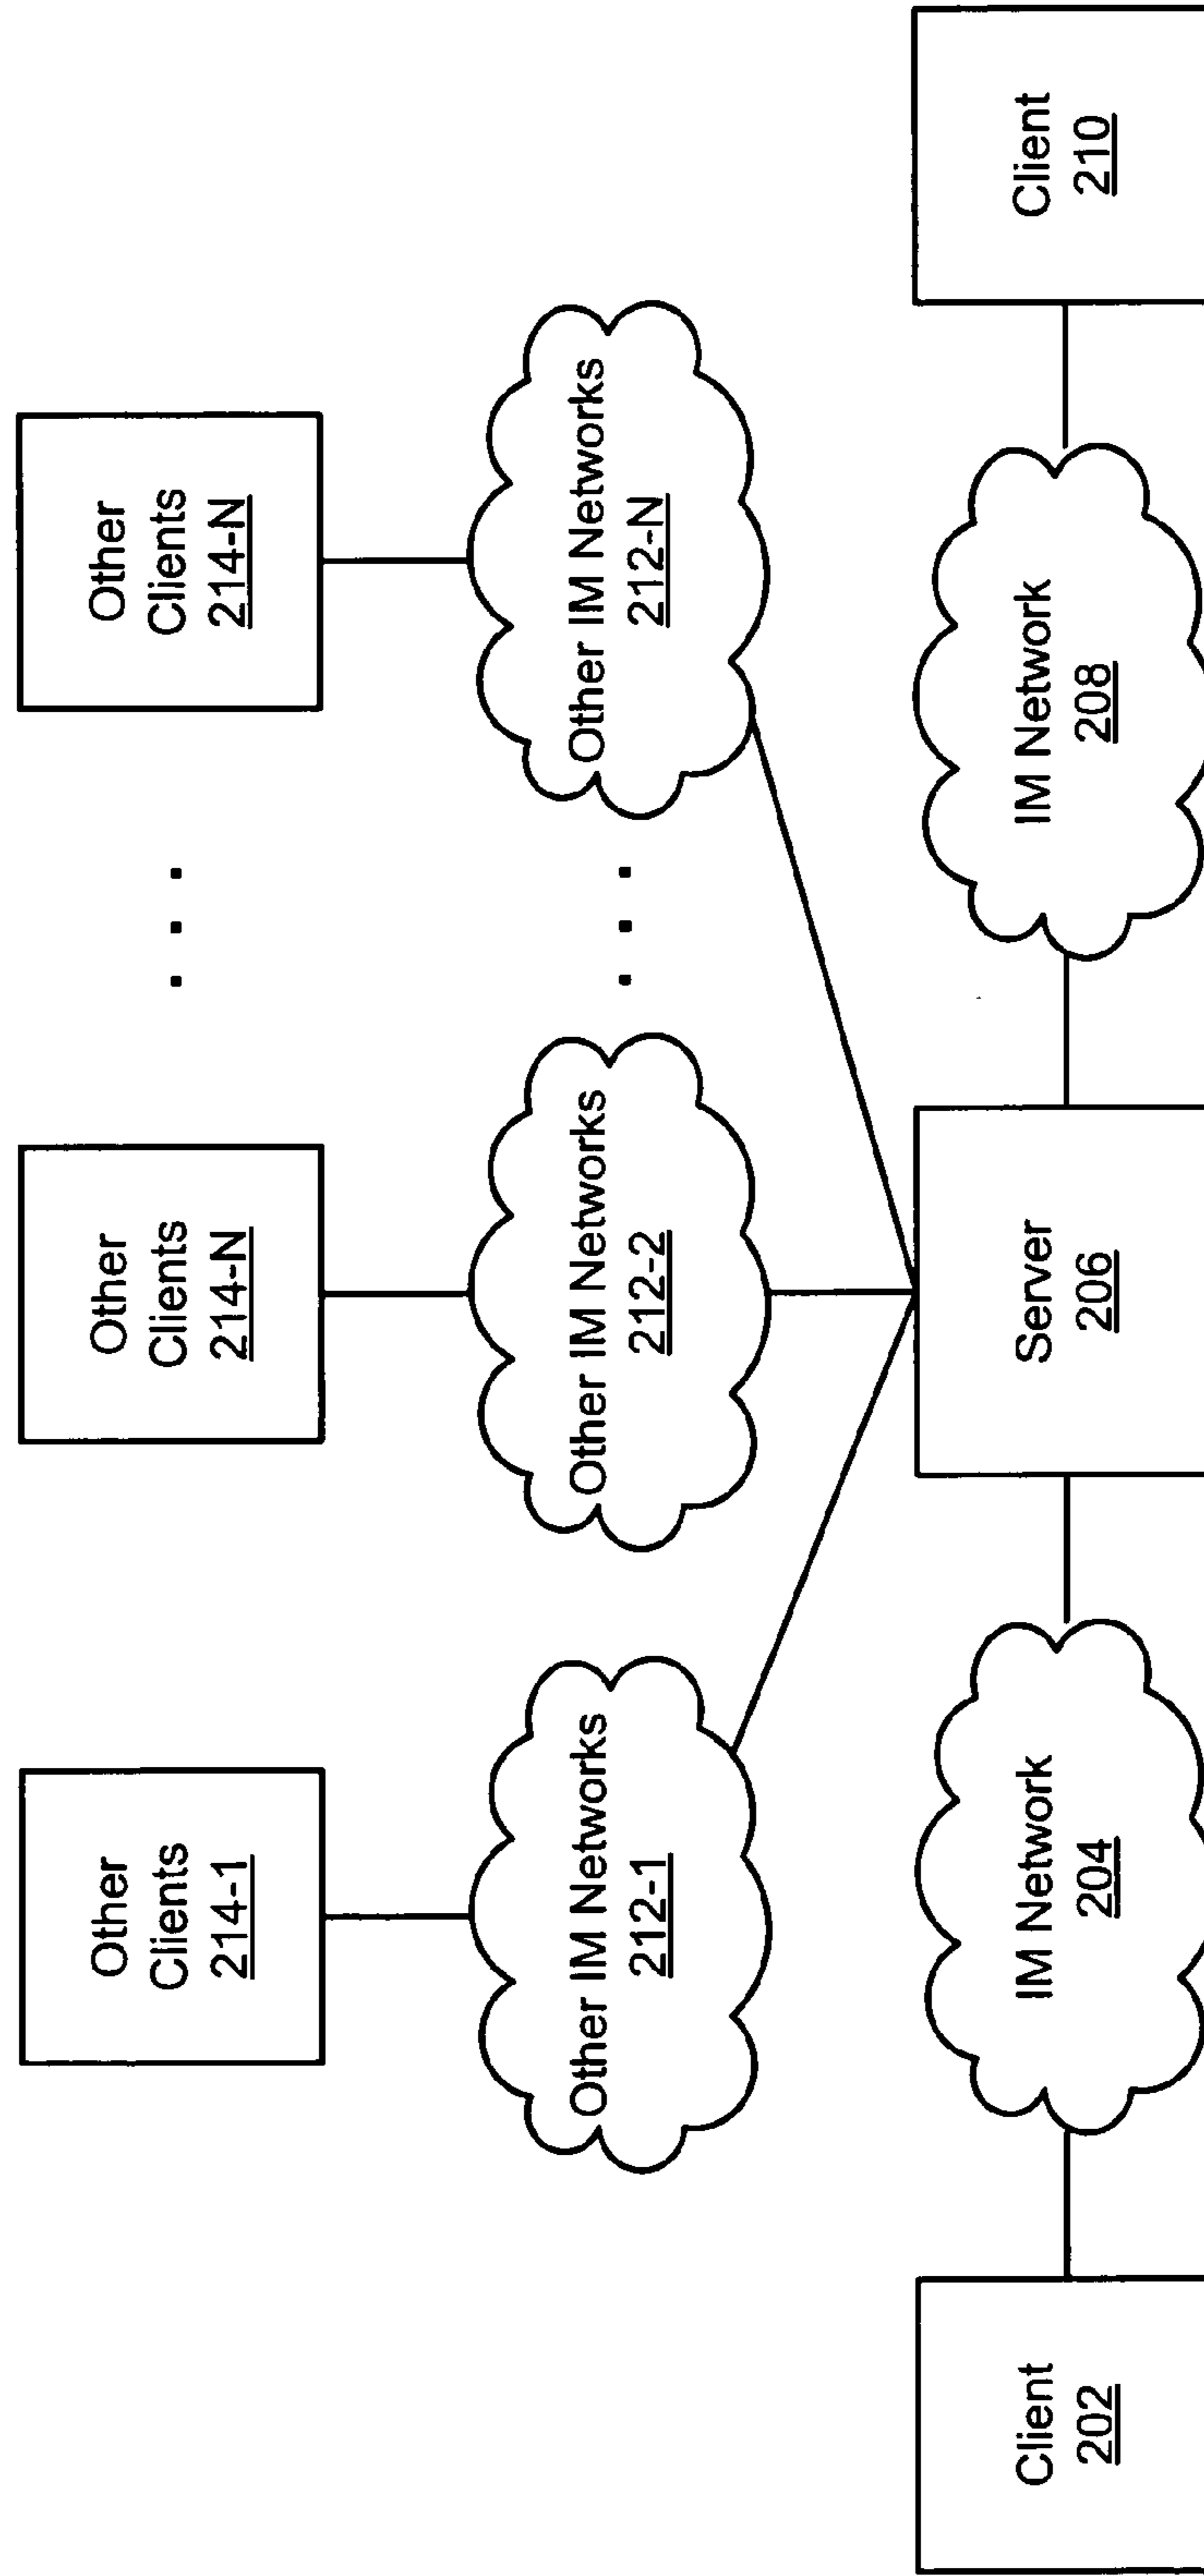 Other
Clients
214-1
Other
Clients
214-N
. . .
Other
Clients
214-N
Other IM Networks
212-1
Other IM Networks
212-2
. . .
Other IM Networks
212-N
Client
202
IM Network
204
Server
206
IM Network
208
Client
210